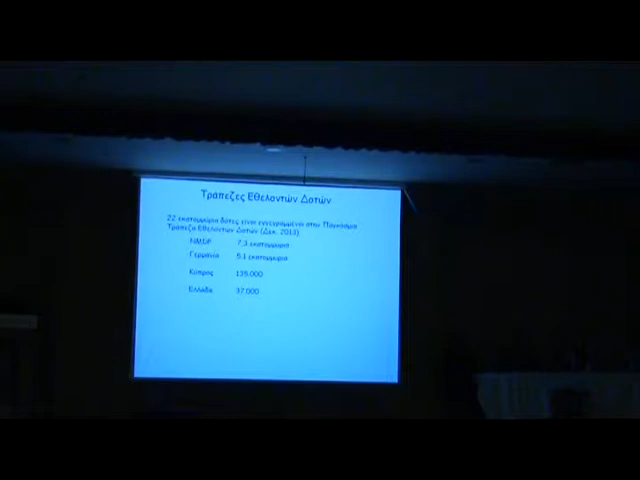 Τράπεζες Εθελοντών Δοτών
22 εκατομμύρια δότες είναι εγγεγραμμένοι στην Παγκόσμια
Τράπεζα Εθελοντών Δοτών (Δεκ. 2013)
NMDP 7,3 εκατομμύρια
Γερμανία 5,1 εκατομμύρια
Κύπρος 135.000
Ελλάδα 37.000